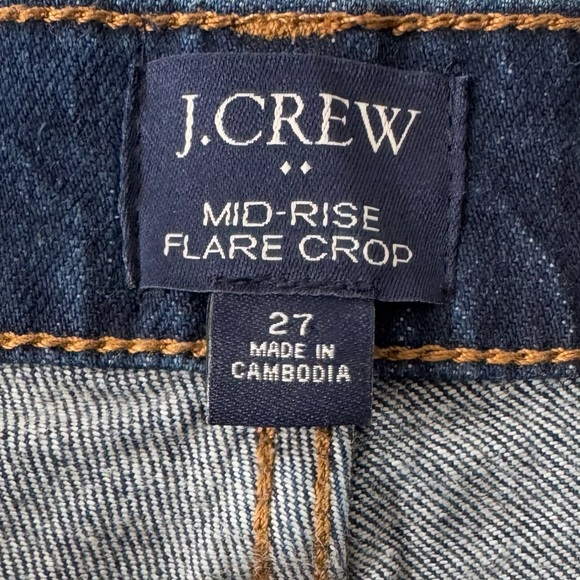 J.CREW
MID-RISE
FLARE CROP
27
MADE IN
CAMBODIA